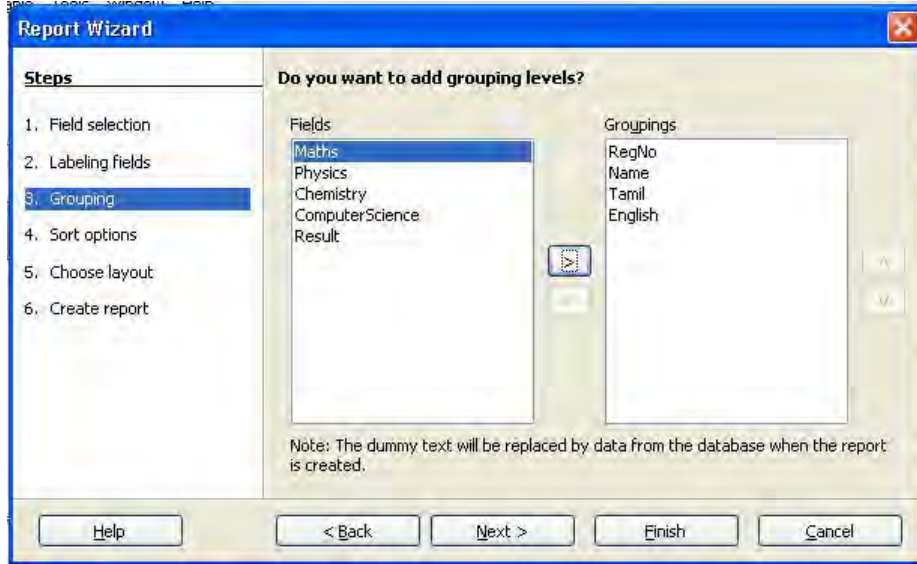 Tools Window Help
Report Wizard
Steps
1. Field selection
2. Labeling fields
3. Grouping
4. Sort options
5. Choose layout
6. Create report
Do you want to add grouping levels?
Fields
Maths
Physics
Chemistry
ComputerScience
Result
>
Groupings
RegNo
Name
Tamil
English
Note: The dummy text will be replaced by data from the database when the report
is created.
Help
< Back
Next >
Finish
Cancel